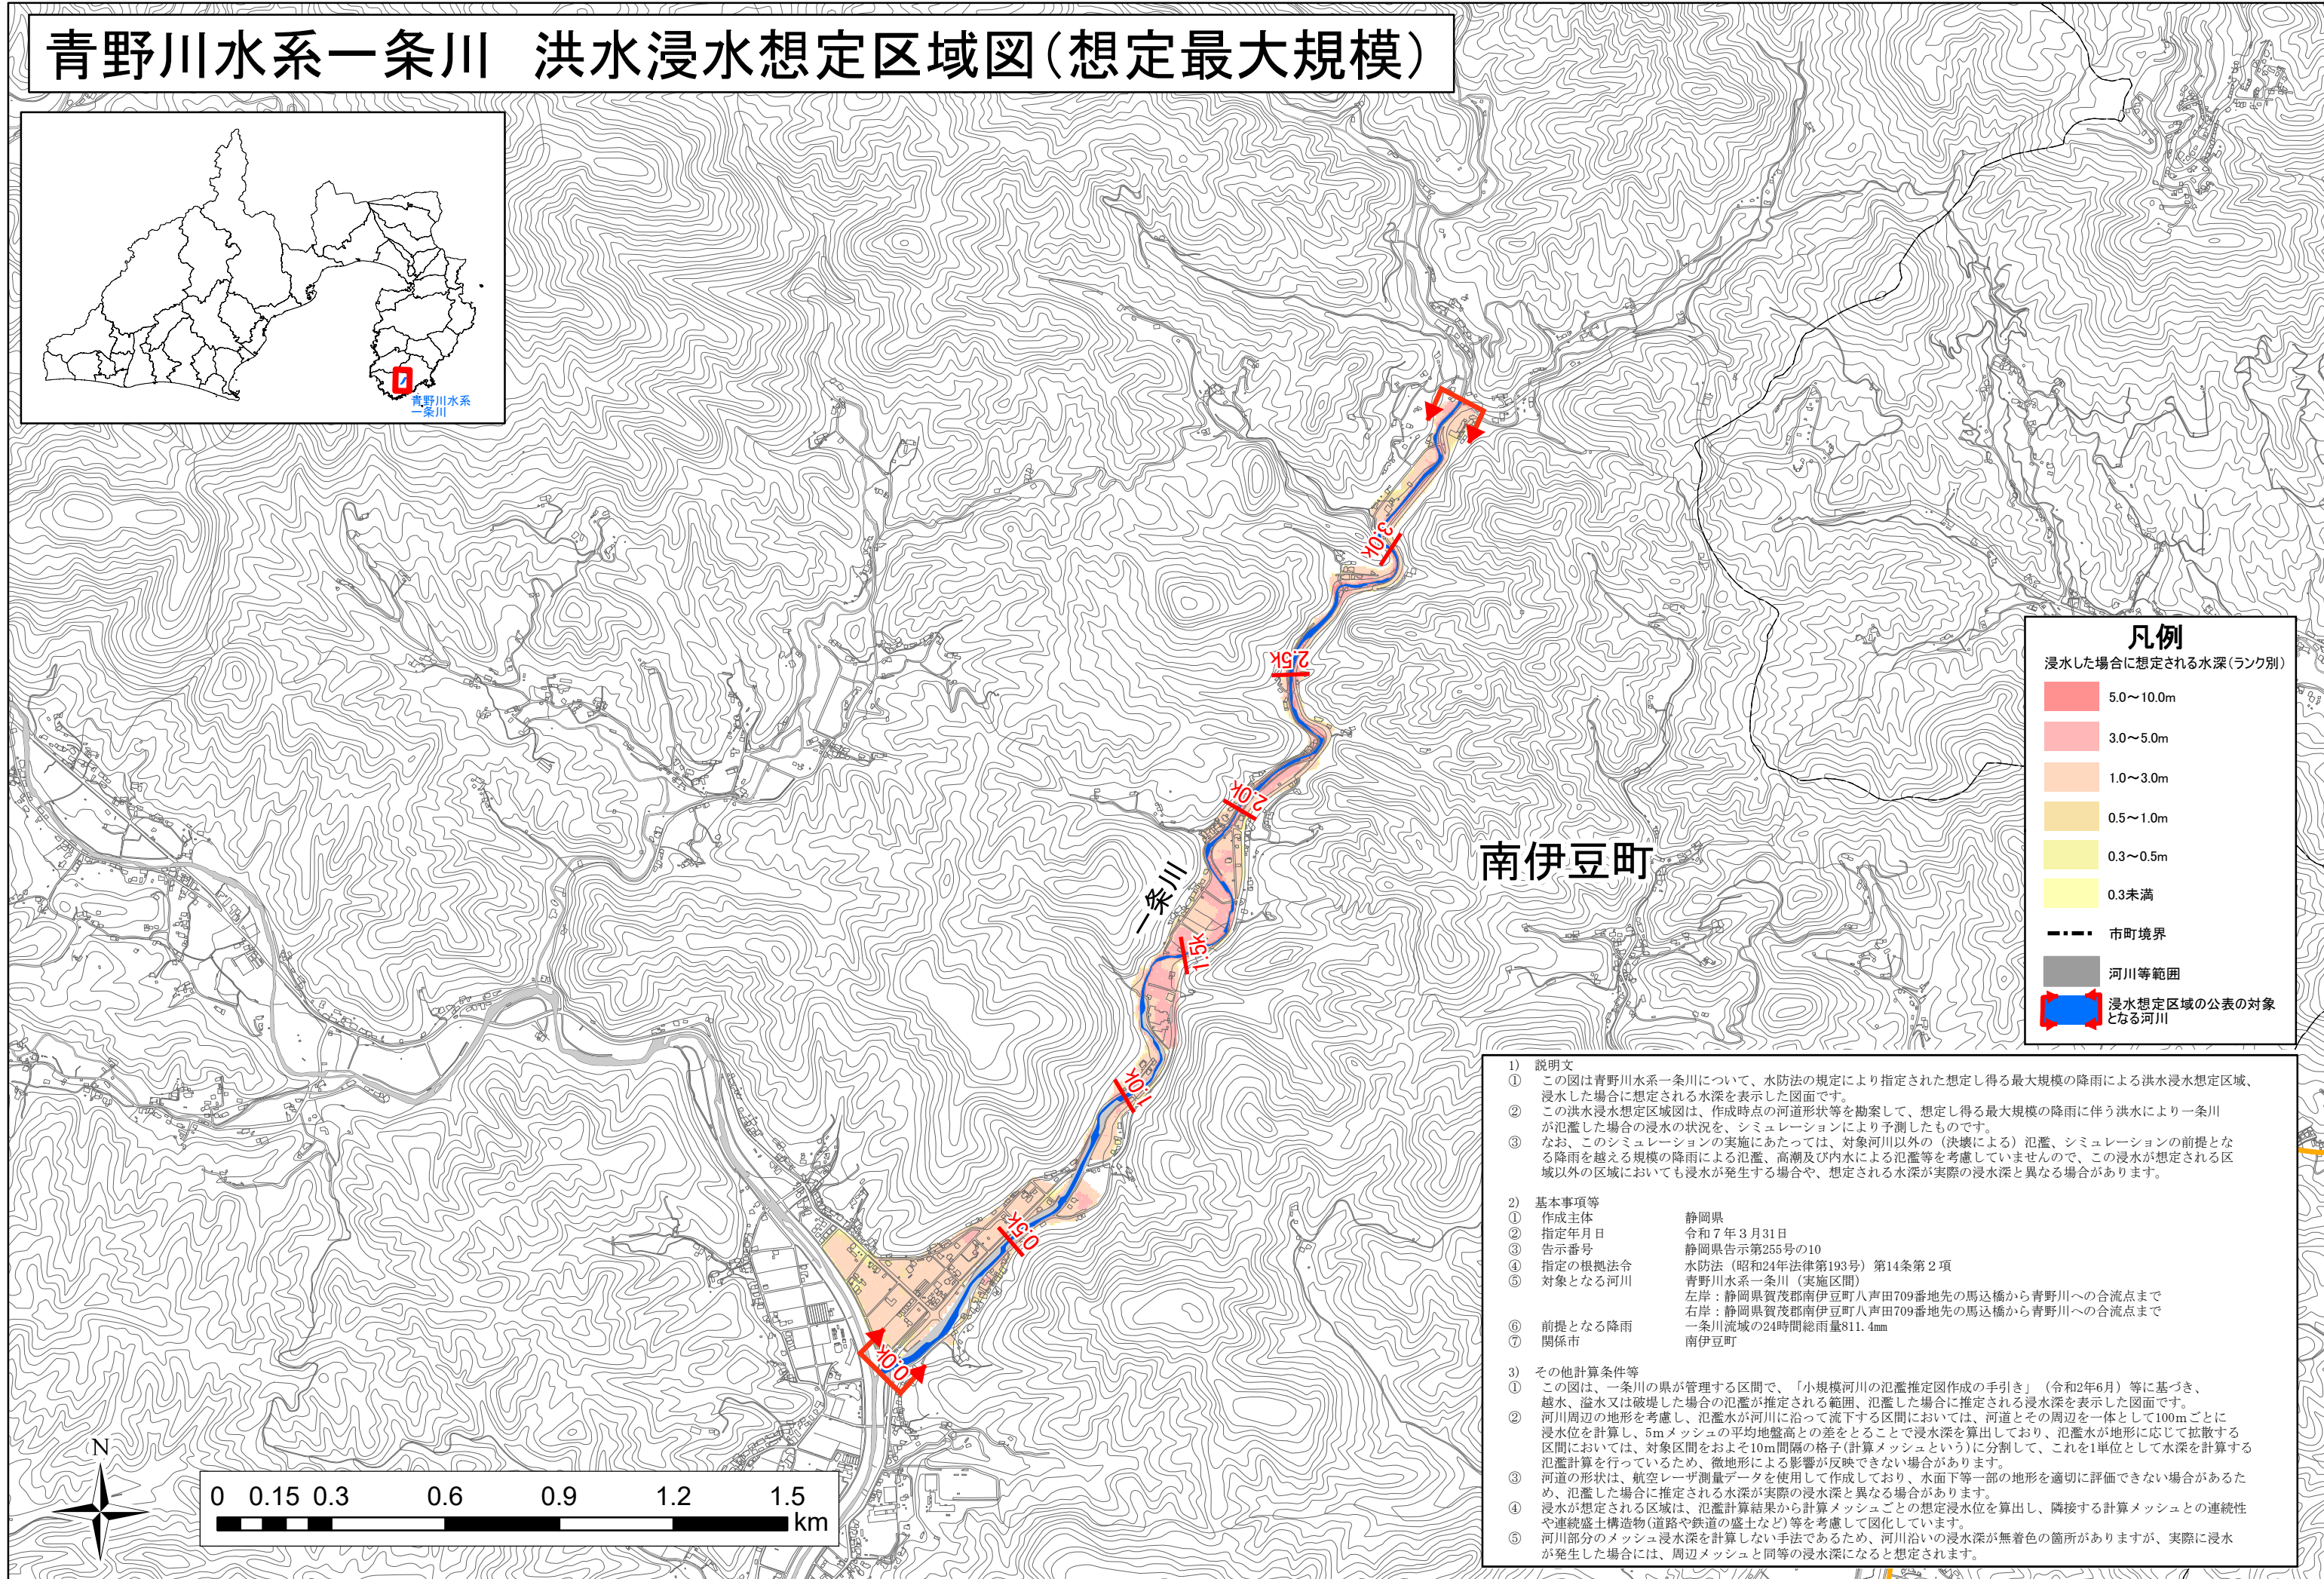 青野川水系一条川　洪水浸水想定区域図(想定最大規模)
青野川水系
一条川
3.0k
2.5k
2.0k
一条川
南伊豆町
1.5k
1.0k
0.5k
0.0k
凡例
浸水した場合に想定される水深(ランク別)
5.0～10.0m
3.0～5.0m
1.0～3.0m
0.5～1.0m
0.3～0.5m
0.3未満
市町境界
河川等範囲
浸水想定区域の公表の対象
となる河川
1) 説明文
① この図は青野川水系一条川について、水防法の規定により指定された想定し得る最大規模の降雨による洪水浸水想定区域、
浸水した場合に想定される水深を表示した図面です。
② この洪水浸水想定区域図は、作成時点の河道形状等を勘案して、想定し得る最大規模の降雨に伴う洪水により一条川
が氾濫した場合の浸水の状況を、シミュレーションにより予測したものです。
③ なお、このシミュレーションの実施にあたっては、対象河川以外の（決壊による）氾濫、シミュレーションの前提とな
る降雨を越える規模の降雨による氾濫、高潮及び内水による氾濫等を考慮していませんので、この浸水が想定される区
域以外の区域においても浸水が発生する場合や、想定される水深が実際の浸水深と異なる場合があります。
2) 基本事項等
① 作成主体 静岡県
② 指定年月日 令和７年３月31日
③ 告示番号 静岡県告示第255号の10
④ 指定の根拠法令 水防法（昭和24年法律第193号）第14条第２項
⑤ 対象となる河川 青野川水系一条川（実施区間）
左岸：静岡県賀茂郡南伊豆町八声田709番地先の馬込橋から青野川への合流点まで
右岸：静岡県賀茂郡南伊豆町八声田709番地先の馬込橋から青野川への合流点まで
⑥ 前提となる降雨 一条川流域の24時間総雨量811.4mm
⑦ 関係市 南伊豆町
3) その他計算条件等
① この図は、一条川の県が管理する区間で、「小規模河川の氾濫推定図作成の手引き」（令和2年6月）等に基づき、
越水、溢水又は破堤した場合の氾濫が推定される範囲、氾濫した場合に推定される浸水深を表示した図面です。
② 河川周辺の地形を考慮し、氾濫水が河川に沿って流下する区間においては、河道とその周辺を一体として100mごとに
浸水位を計算し、5mメッシュの平均地盤高との差をとることで浸水深を算出しており、氾濫水が地形に応じて拡散する
区間においては、対象区間をおよそ10m間隔の格子(計算メッシュという)に分割して、これを1単位として水深を計算する
氾濫計算を行っているため、微地形による影響が反映できない場合があります。
③ 河道の形状は、航空レーザ測量データを使用して作成しており、水面下等一部の地形を適切に評価できない場合があるた
め、氾濫した場合に推定される水深が実際の浸水深と異なる場合があります。
④ 浸水が想定される区域は、氾濫計算結果から計算メッシュごとの想定浸水位を算出し、隣接する計算メッシュとの連続性
や連続盛土構造物(道路や鉄道の盛土など)等を考慮して図化しています。
⑤ 河川部分のメッシュ浸水深を計算しない手法であるため、河川沿いの浸水深が無着色の箇所がありますが、実際に浸水
が発生した場合には、周辺メッシュと同等の浸水深になると想定されます。
N
0 0.15 0.3 0.6 0.9 1.2 1.5
km